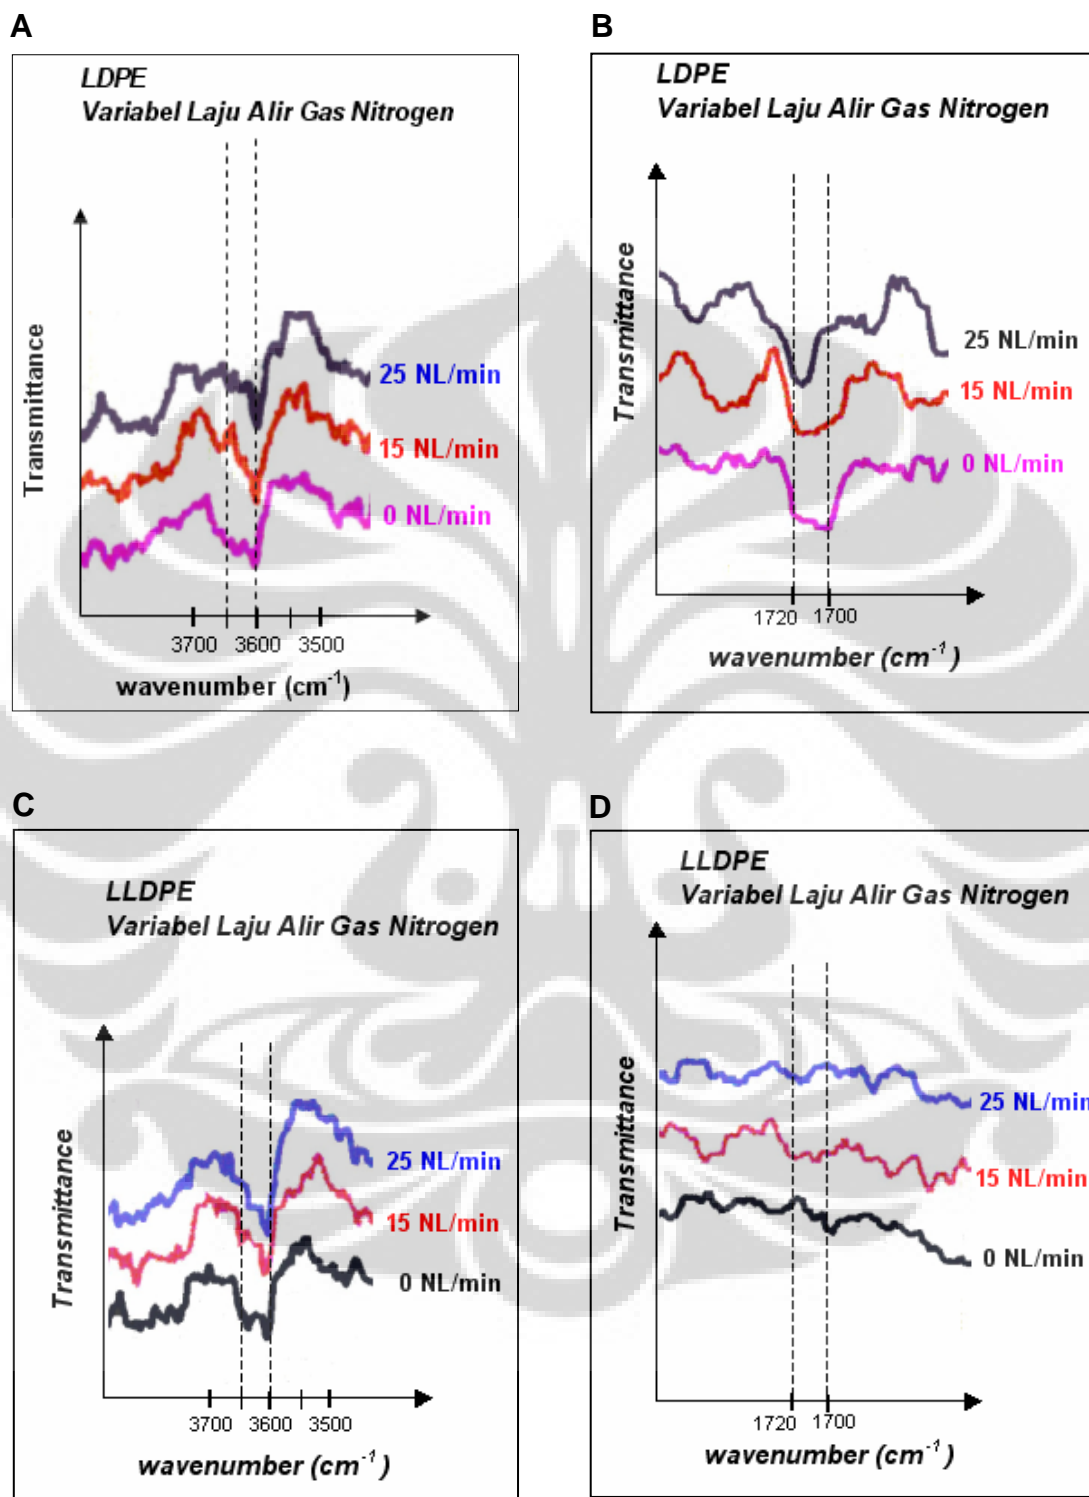 A
LDPE
Variabel Laju Alir Gas Nitrogen
Transmittance
25 NL/min
15 NL/min
0 NL/min
3700 3600 3500
wavenumber (cm-1)
B
LDPE
Variabel Laju Alir Gas Nitrogen
Transmittance
25 NL/min
15 NL/min
0 NL/min
1720 1700
wavenumber (cm-1)
C
LLDPE
Variabel Laju Alir Gas Nitrogen
Transmittance
25 NL/min
15 NL/min
0 NL/min
3700 3600 3500
wavenumber (cm-1)
D
LLDPE
Variabel Laju Alir Gas Nitrogen
Transmittance
25 NL/min
15 NL/min
0 NL/min
1720 1700
wavenumber (cm-1)